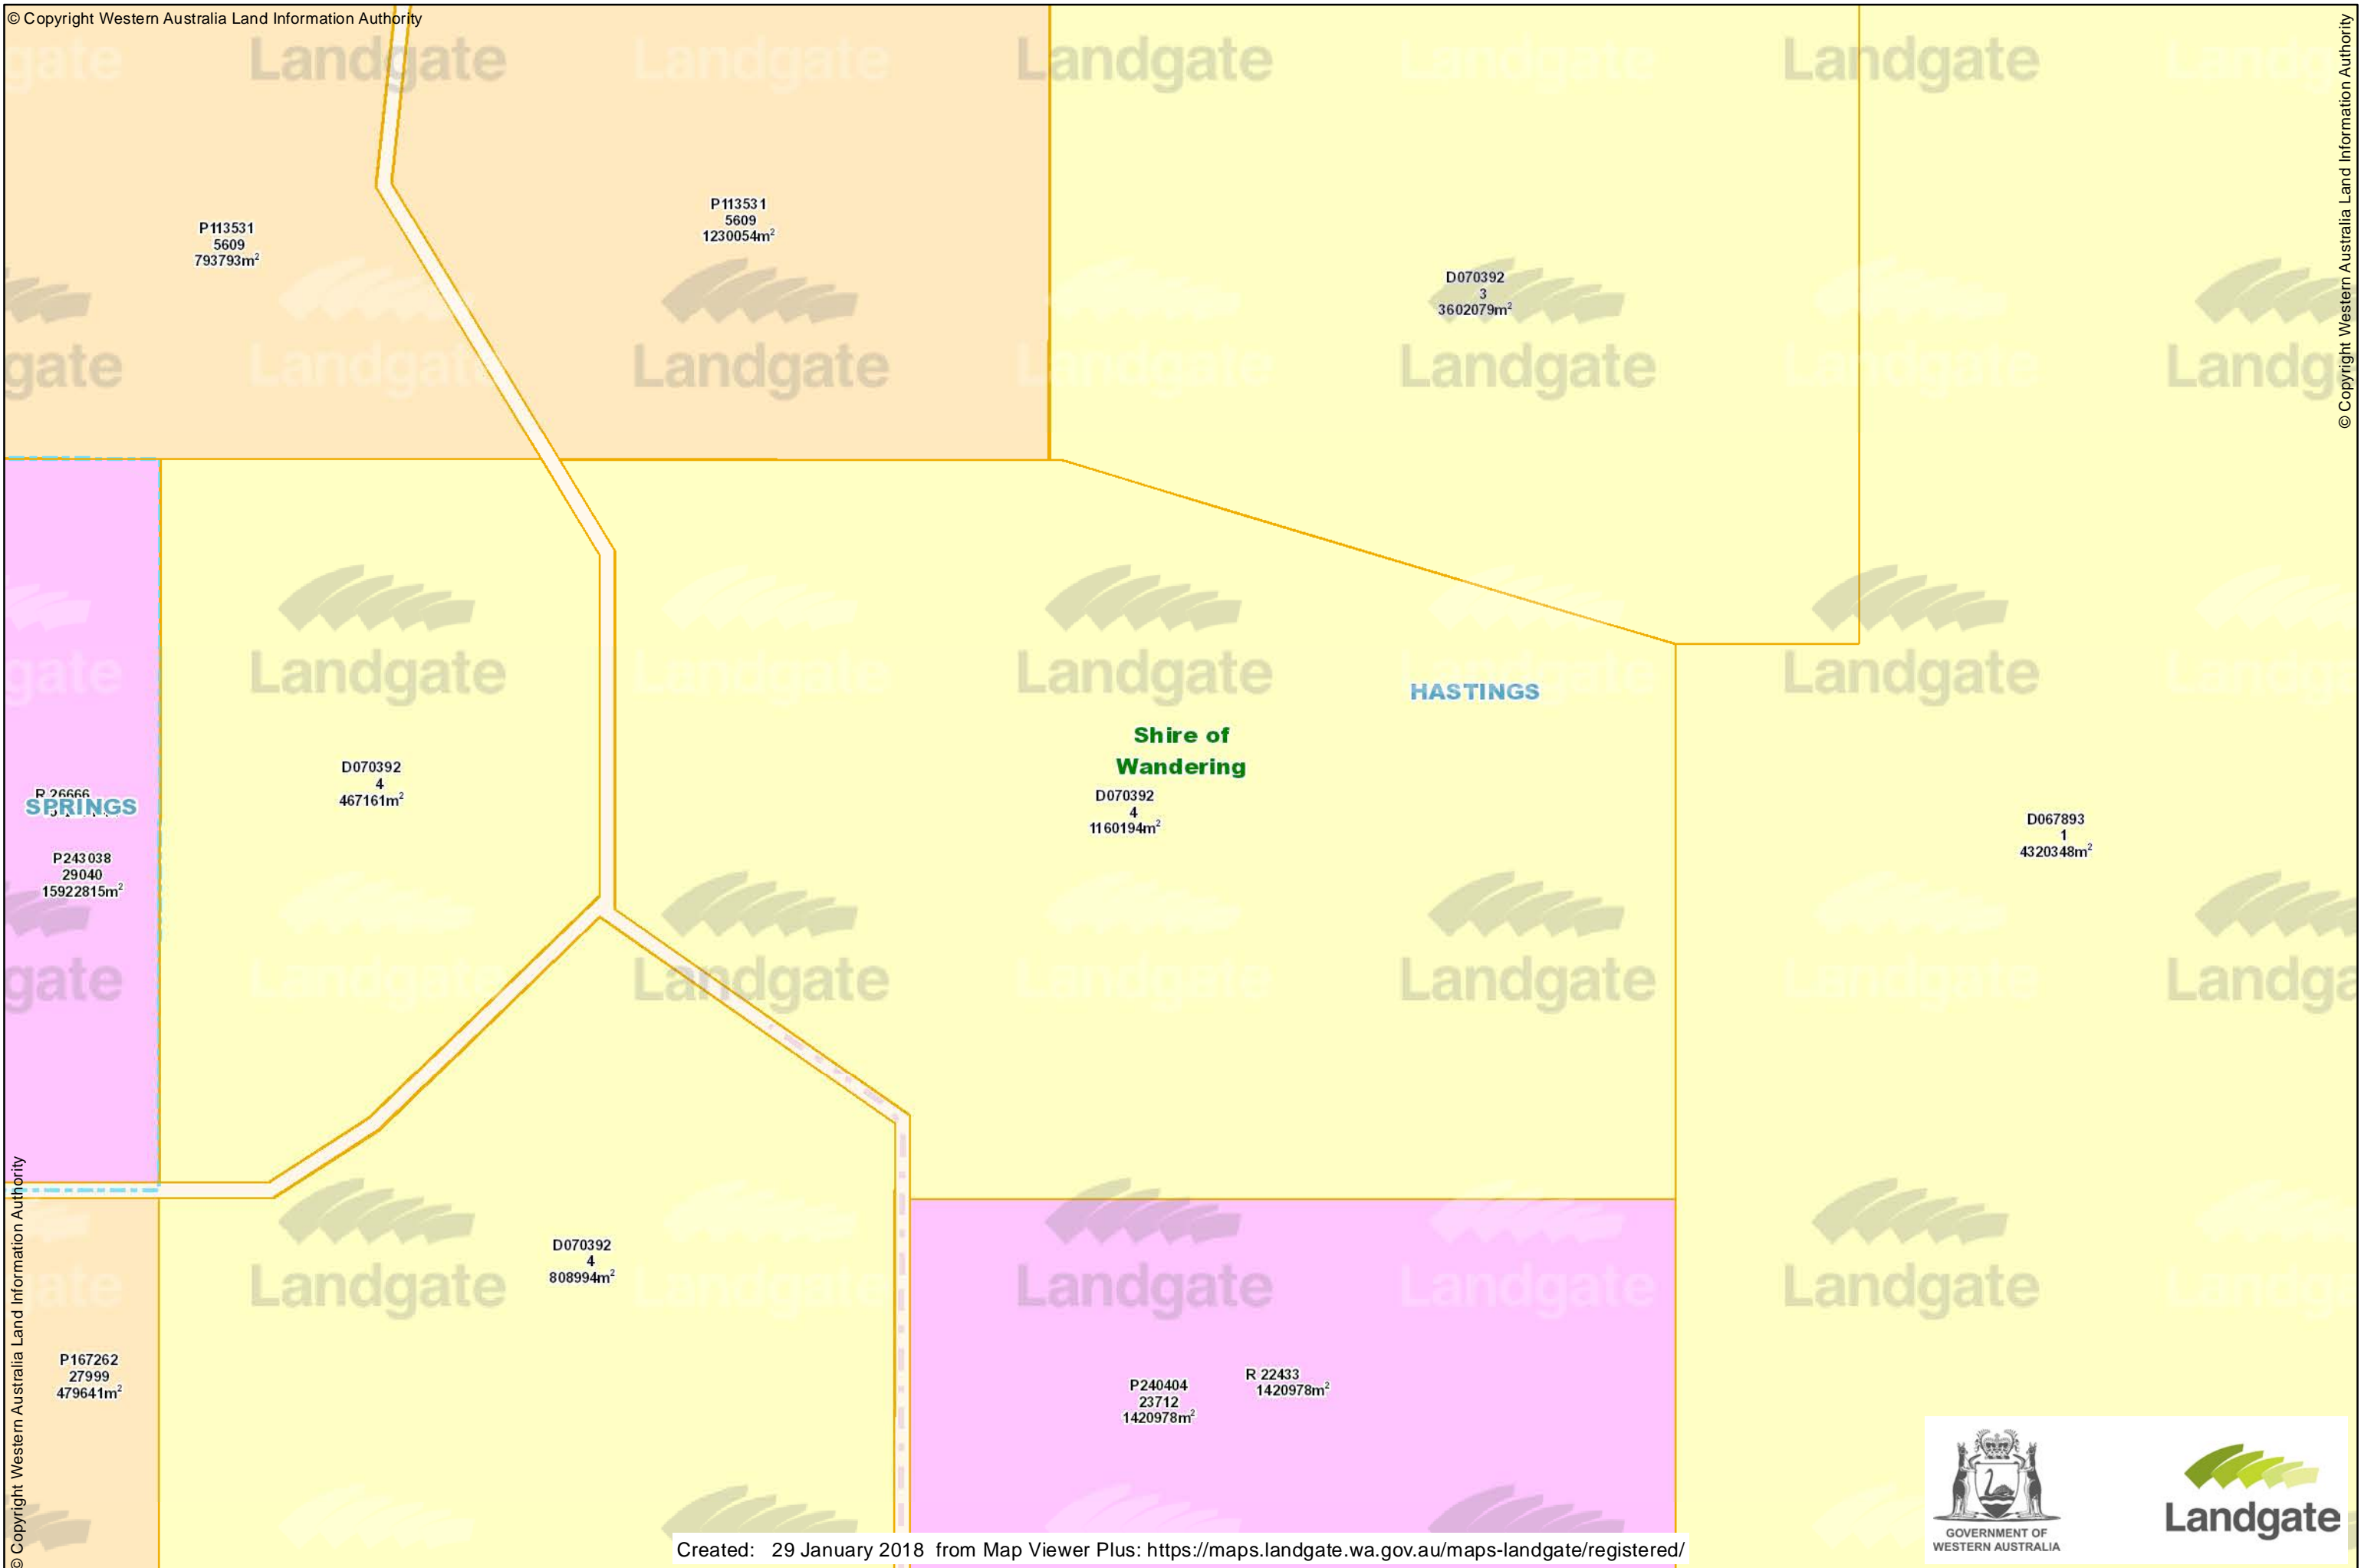 © Copyright Western Australia Land Information Authority
© Copyright Western Australia Land Information Authority
P113531
5609
793793m²
P113531
5609
1230054m²
D070392
3
3602079m²
HASTINGS
Shire of
Wandering
D070392
4
467161m²
D070392
4
1160194m²
R 26666
SPRINGS
P243038
29040
15922815m²
D067893
1
4320348m²
D070392
4
808994m²
P167262
27999
479641m²
P240404
23712
1420978m²
R 22433
1420978m²
© Copyright Western Australia Land Information Authority
GOVERNMENT OF
WESTERN AUSTRALIA
Landgate
Created: 29 January 2018 from Map Viewer Plus: https://maps.landgate.wa.gov.au/maps-landgate/registered/